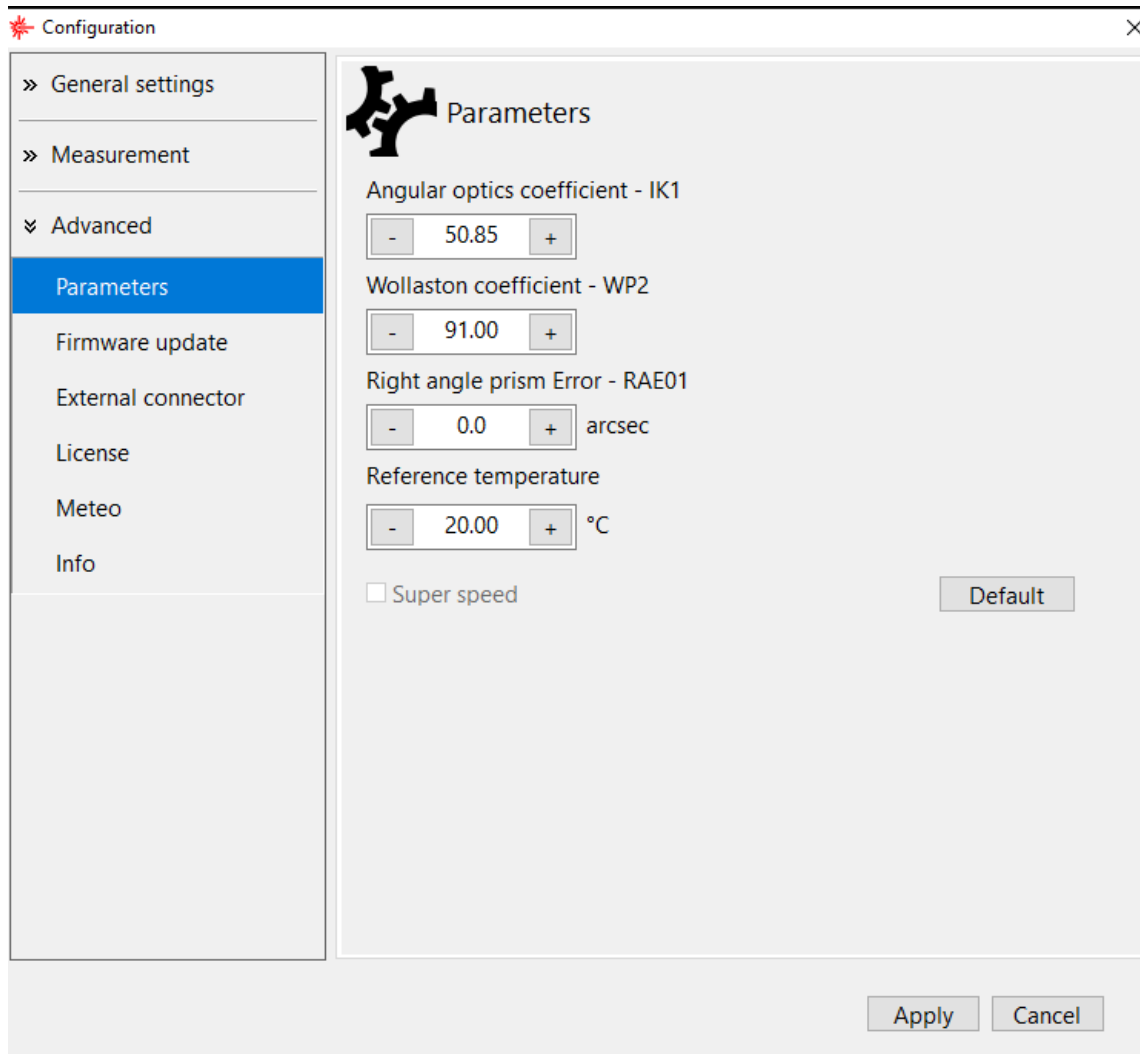 Configuration
» General settings
» Measurement
Advanced
Parameters
Firmware update
External connector
License
Meteo
Info
Parameters
Angular optics coefficient - IK1
- 50.85 +
Wollaston coefficient - WP2
- 91.00 +
Right angle prism Error - RAE01
- 0.0 + arcsec
Reference temperature
- 20.00 + °C
Super speed
Default
Apply Cancel